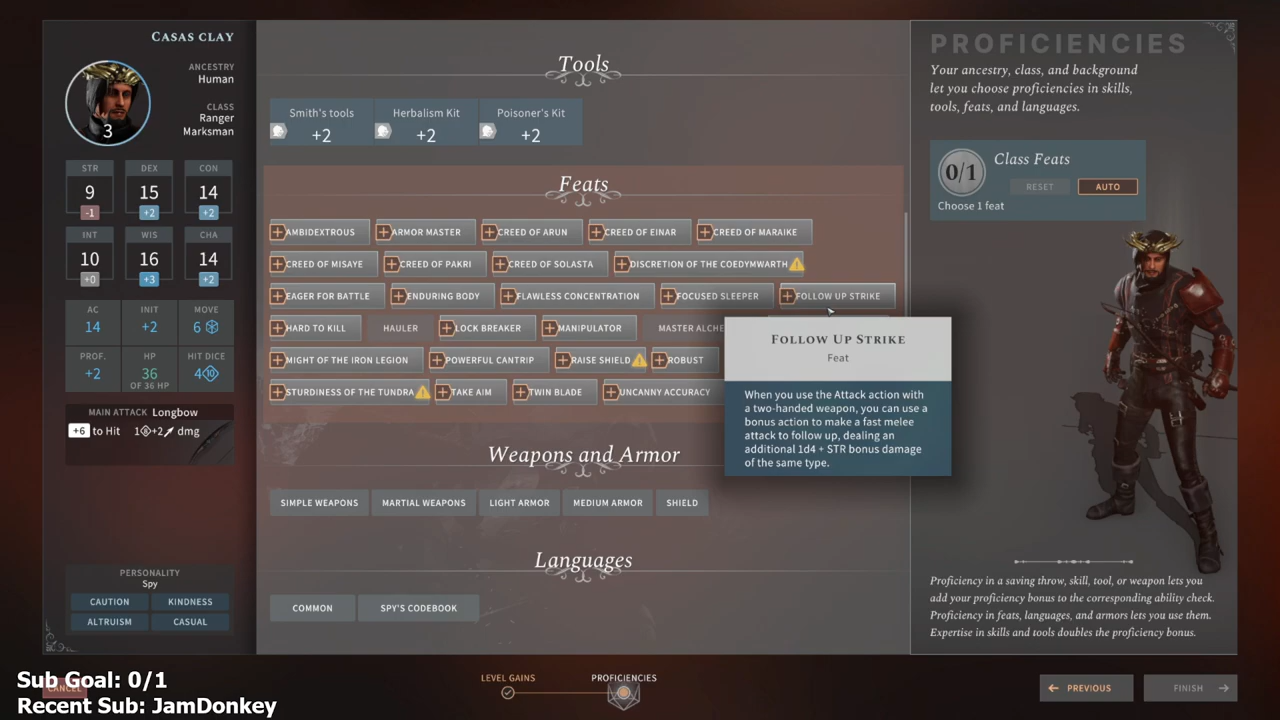 CASAS CLAY
ANCESTRY
Human
CLASS
Ranger
Marksman
3
STR
DEX
CON
9
15
14
-1
+2
+2
INT
WIS
CHA
10
16
14
+0
+3
+2
AC
INIT
MOVE
14
+2
6
PROF.
HP
HIT DICE
+2
36
OF 36 HP
4
10
MAIN ATTACK Longbow
+6 to Hit 1 8 +2 dmg
PERSONALITY
Spy
CAUTION
KINDNESS
ALTRUISM
CASUAL
Tools
Smith's tools
Herbalism Kit
Poisoner's Kit
+2
+2
+2
Feats
AMBIDEXTROUS
ARMOR MASTER
CREED OF ARUN
CREED OF EINAR
CREED OF MARAIKE
CREED OF MISAYE
CREED OF PAKRI
CREED OF SOLASTA
DISCRETION OF THE COEDYMWARTH
EAGER FOR BATTLE
ENDURING BODY
FLAWLESS CONCENTRATION
FOCUSED SLEEPER
FOLLOW UP STRIKE
HARD TO KILL
HAULER
LOCK BREAKER
MANIPULATOR
MASTER ALCHE
MIGHT OF THE IRON LEGION
POWERFUL CANTRIP
RAISE SHIELD
ROBUST
STURDINESS OF THE TUNDRA
TAKE AIM
TWIN BLADE
UNCANNY ACCURACY
FOLLOW UP STRIKE
Feat
When you use the Attack action with
a two-handed weapon, you can use a
bonus action to make a fast melee
attack to follow up, dealing an
additional 1d4 + STR bonus damage
of the same type.
Weapons and Armor
SIMPLE WEAPONS
MARTIAL WEAPONS
LIGHT ARMOR
MEDIUM ARMOR
SHIELD
Languages
COMMON
SPY'S CODEBOOK
PROFICIENCIES
Your ancestry, class, and background
let you choose proficiencies in skills,
tools, feats, and languages.
0/1
Class Feats
RESET
AUTO
Choose 1 feat
Proficiency in a saving throw, skill, tool, or weapon lets you
add your proficiency bonus to the corresponding ability check.
Proficiency in feats, languages, and armors lets you use them.
Expertise in skills and tools doubles the proficiency bonus.
Sub Goal: 0/1
CANCEL
Recent Sub: JamDonkey
LEVEL GAINS
PROFICIENCIES
PREVIOUS
FINISH